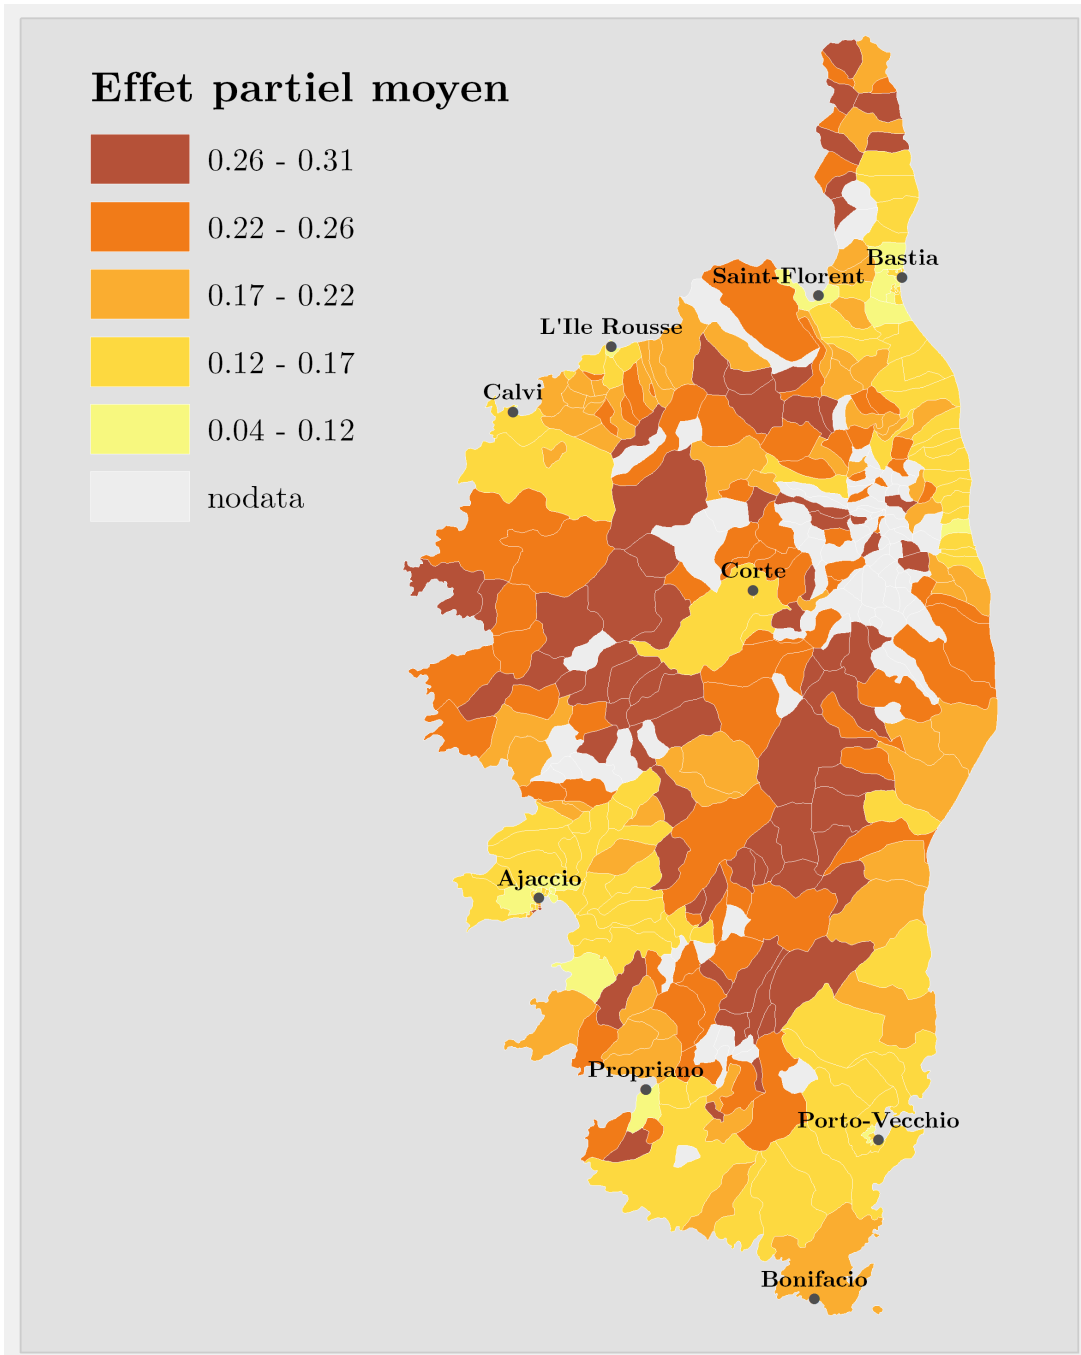 Effet partiel moyen
0.26 - 0.31
0.22 - 0.26
0.17 - 0.22
0.12 - 0.17
0.04 - 0.12
nodata
Bastia
Saint-Florent
L'Ile Rousse
Calvi
Corte
Ajaccio
Propriano
Porto-Vecchio
Bonifacio